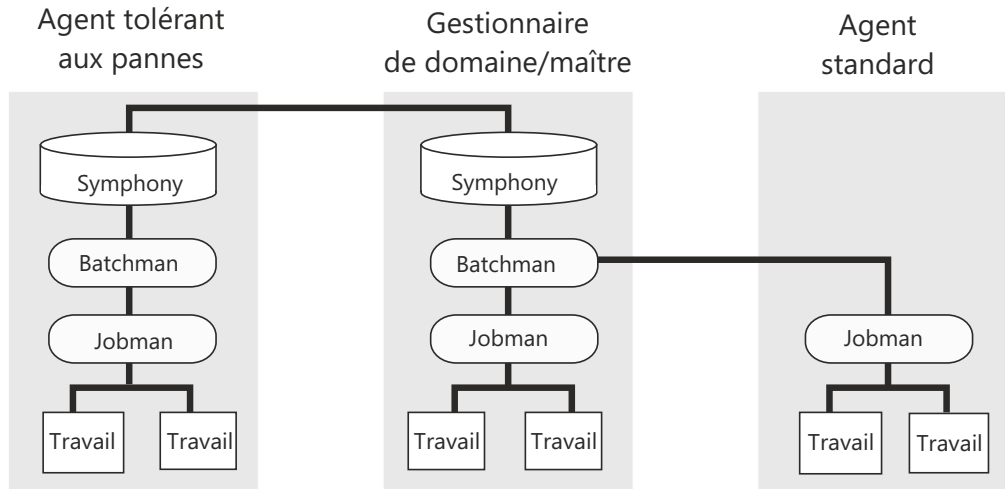 Agent tolérant
aux pannes
Gestionnaire
de domaine/maître
Agent
standard
Symphony
Symphony
Batchman
Batchman
Jobman
Jobman
Jobman
Travail
Travail
Travail
Travail
Travail
Travail